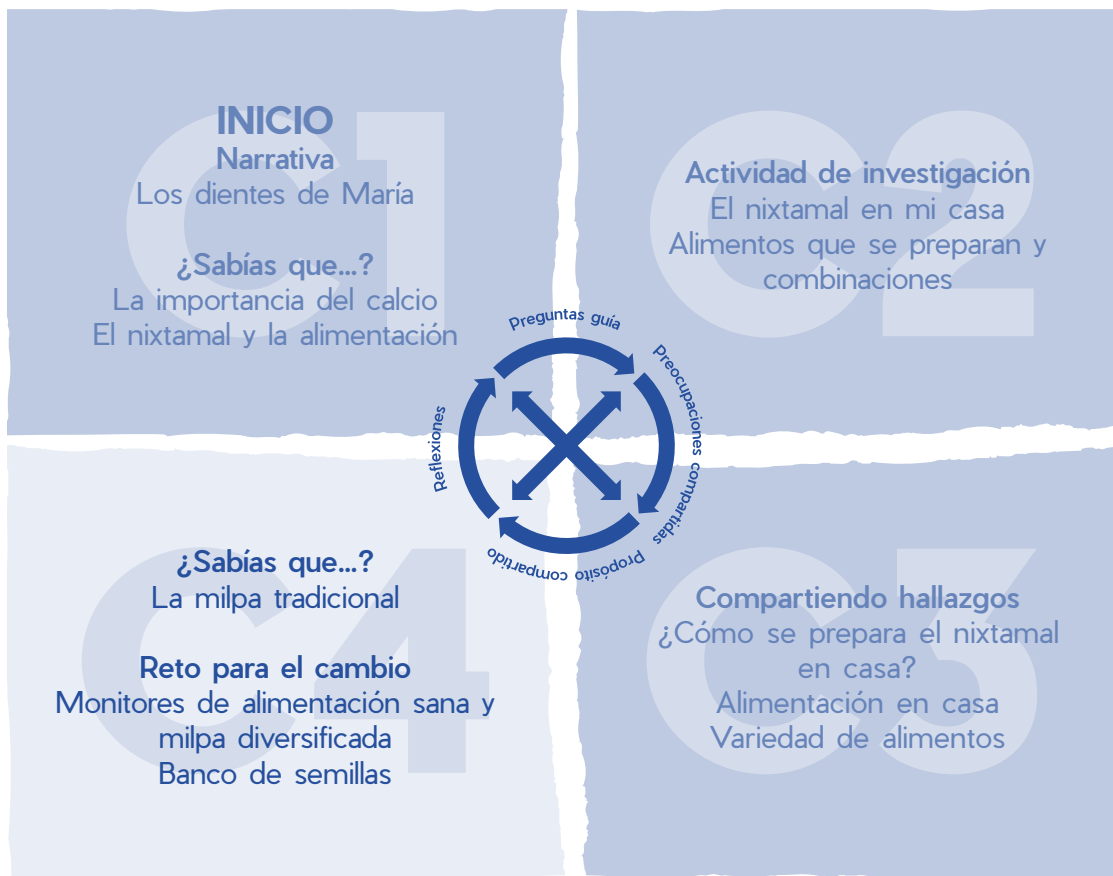 C1
INICIO
Narrativa
Los dientes de María
¿Sabías que...?
La importancia del calcio
El nixtamal y la alimentación
C2
Actividad de investigación
El nixtamal en mi casa
Alimentos que se preparan y
combinaciones
Preguntas guía
Preocupaciones compartidas
Propósito compartido
Reflexiones
C4
¿Sabías que...?
La milpa tradicional
Reto para el cambio
Monitores de alimentación sana y
milpa diversificada
Banco de semillas
C3
Compartiendo hallazgos
¿Cómo se prepara el nixtamal
en casa?
Alimentación en casa
Variedad de alimentos